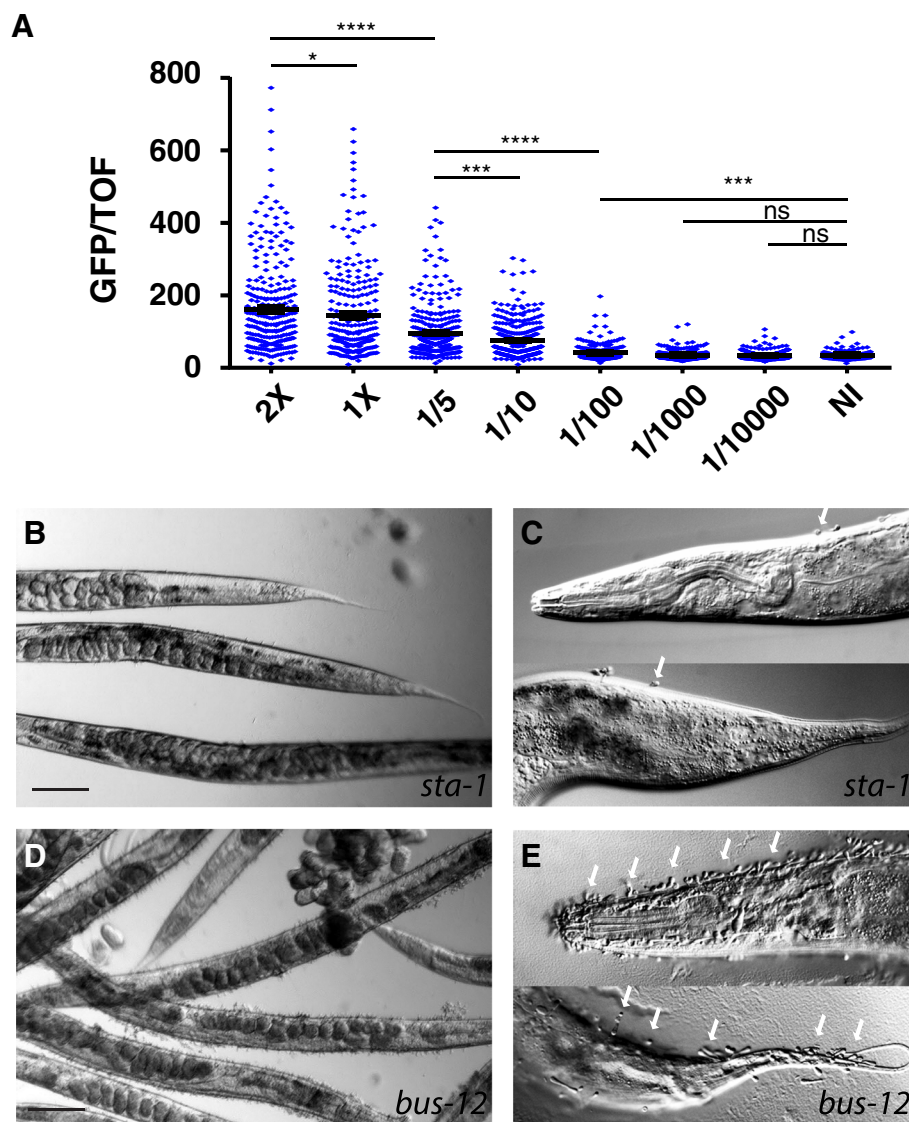 A
****
*
800
600
400
200
0
GFP/TOF
****
***
***
ns
ns
2X
1X
1/5
1/10
1/100
1/1000
1/10000
NI
B
sta-1
C
sta-1
D
bus-12
E
bus-12